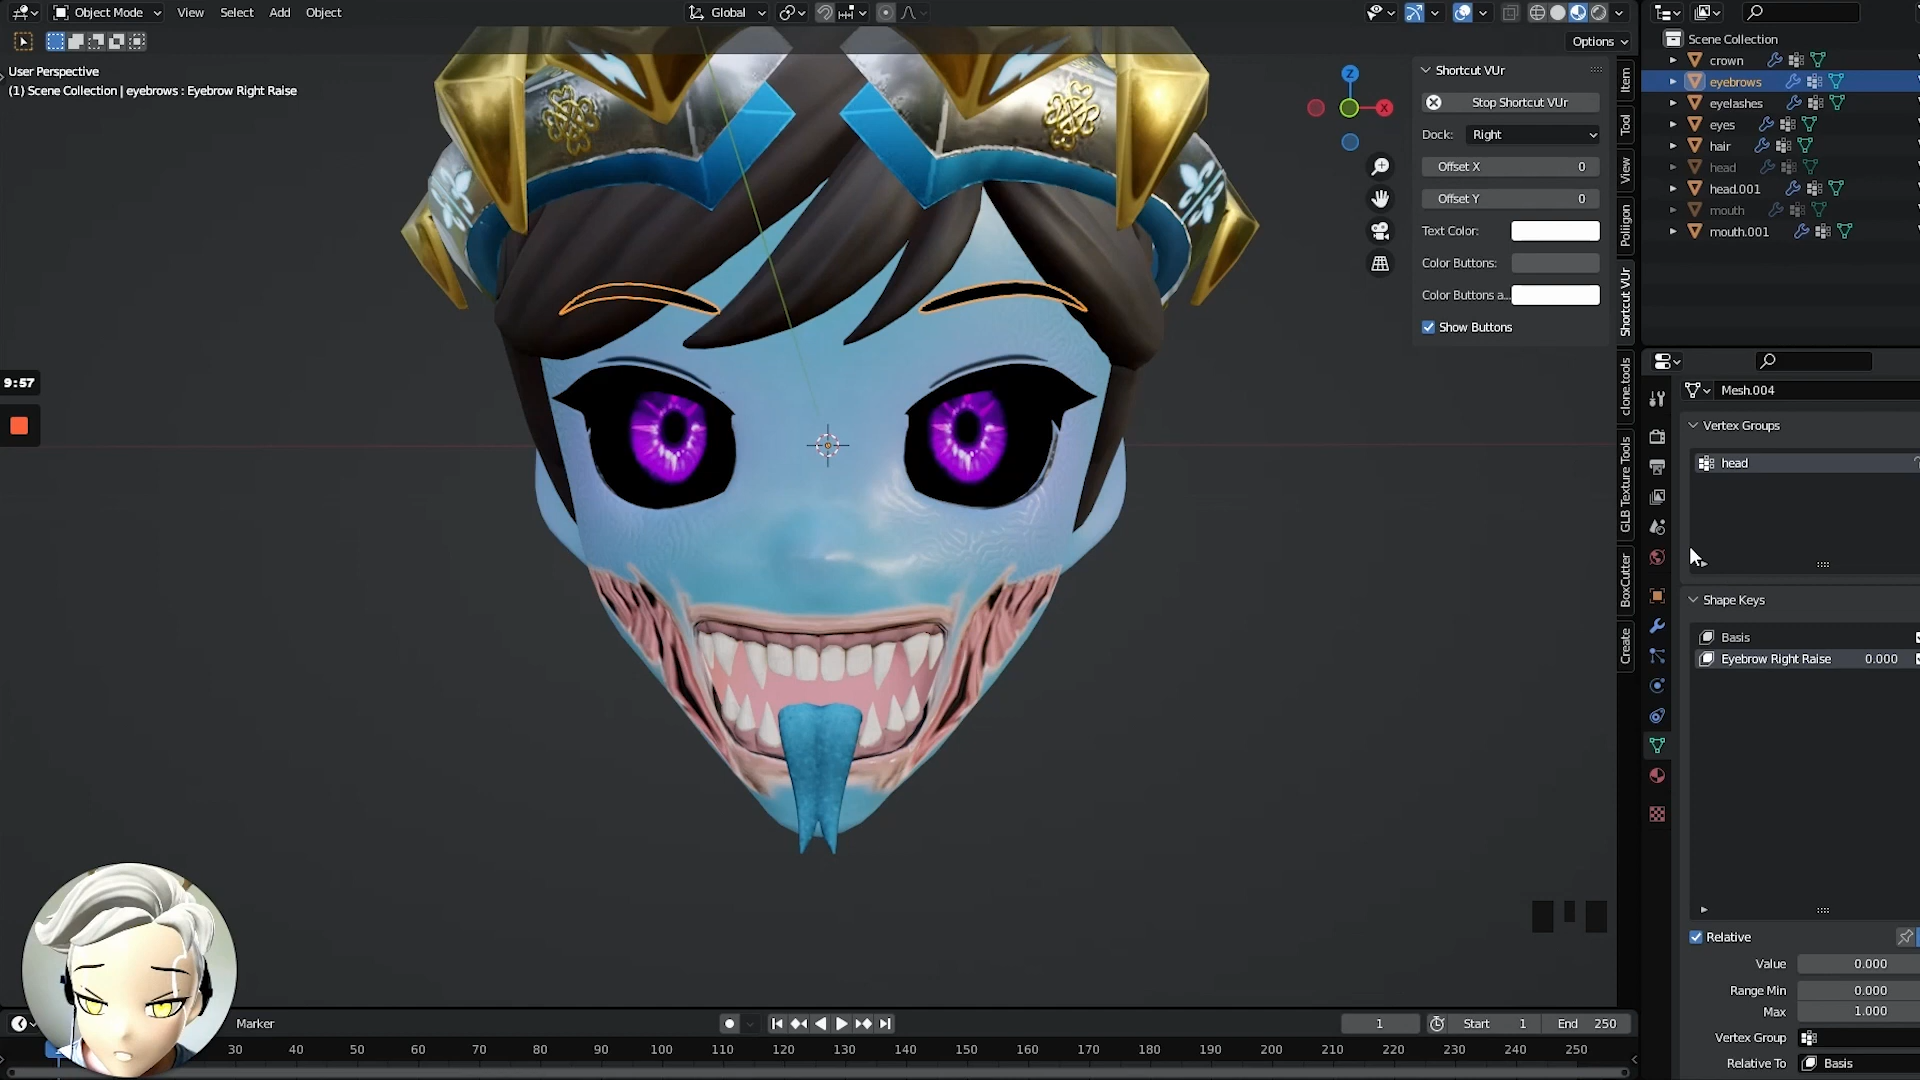 Object Mode View Select Add Object Global
Options
User Perspective
(1) Scene Collection | eyebrows : Eyebrow Right Raise
Z
X
Shortcut VUr
Stop Shortcut VUr
Dock: Right
Offset X 0
Offset Y 0
Text Color:
Color Buttons:
Color Buttons a...
Show Buttons
Item
Tool
View
Poliigon
Shortcut VUr
clone.tools
GLB Texture Tools
BoxCutter
Create
Scene Collection
crown
eyebrows
eyelashes
eyes
hair
head
head.001
mouth
mouth.001
Mesh.004
Vertex Groups
head
Shape Keys
Basis
Eyebrow Right Raise 0.000
Relative
Value 0.000
Range Min 0.000
Max 1.000
Vertex Group
Relative To Basis
9:57
Marker
1 Start 1 End 250
30 40 50 60 70 80 90 100 110 120 130 140 150 160 170 180 190 200 210 220 230 240 250